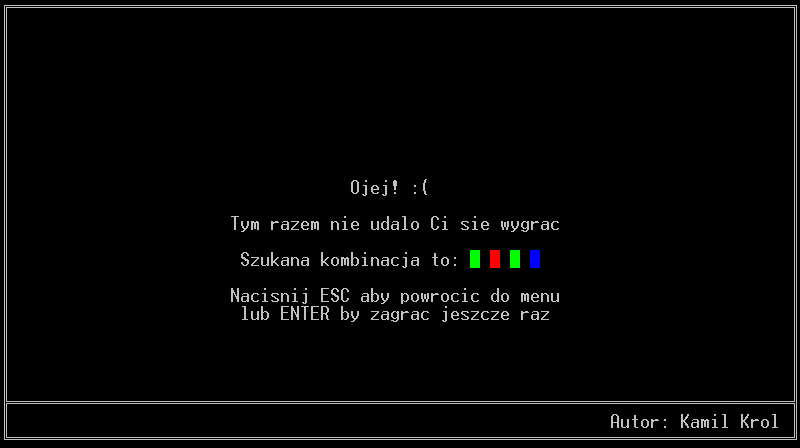 Ojej! :(
Tym razem nie udalo Ci sie wygrac
Szukana kombinacja to:
Nacisnij ESC aby powrocic do menu
lub ENTER by zagrac jeszcze raz
Autor: Kamil Krol